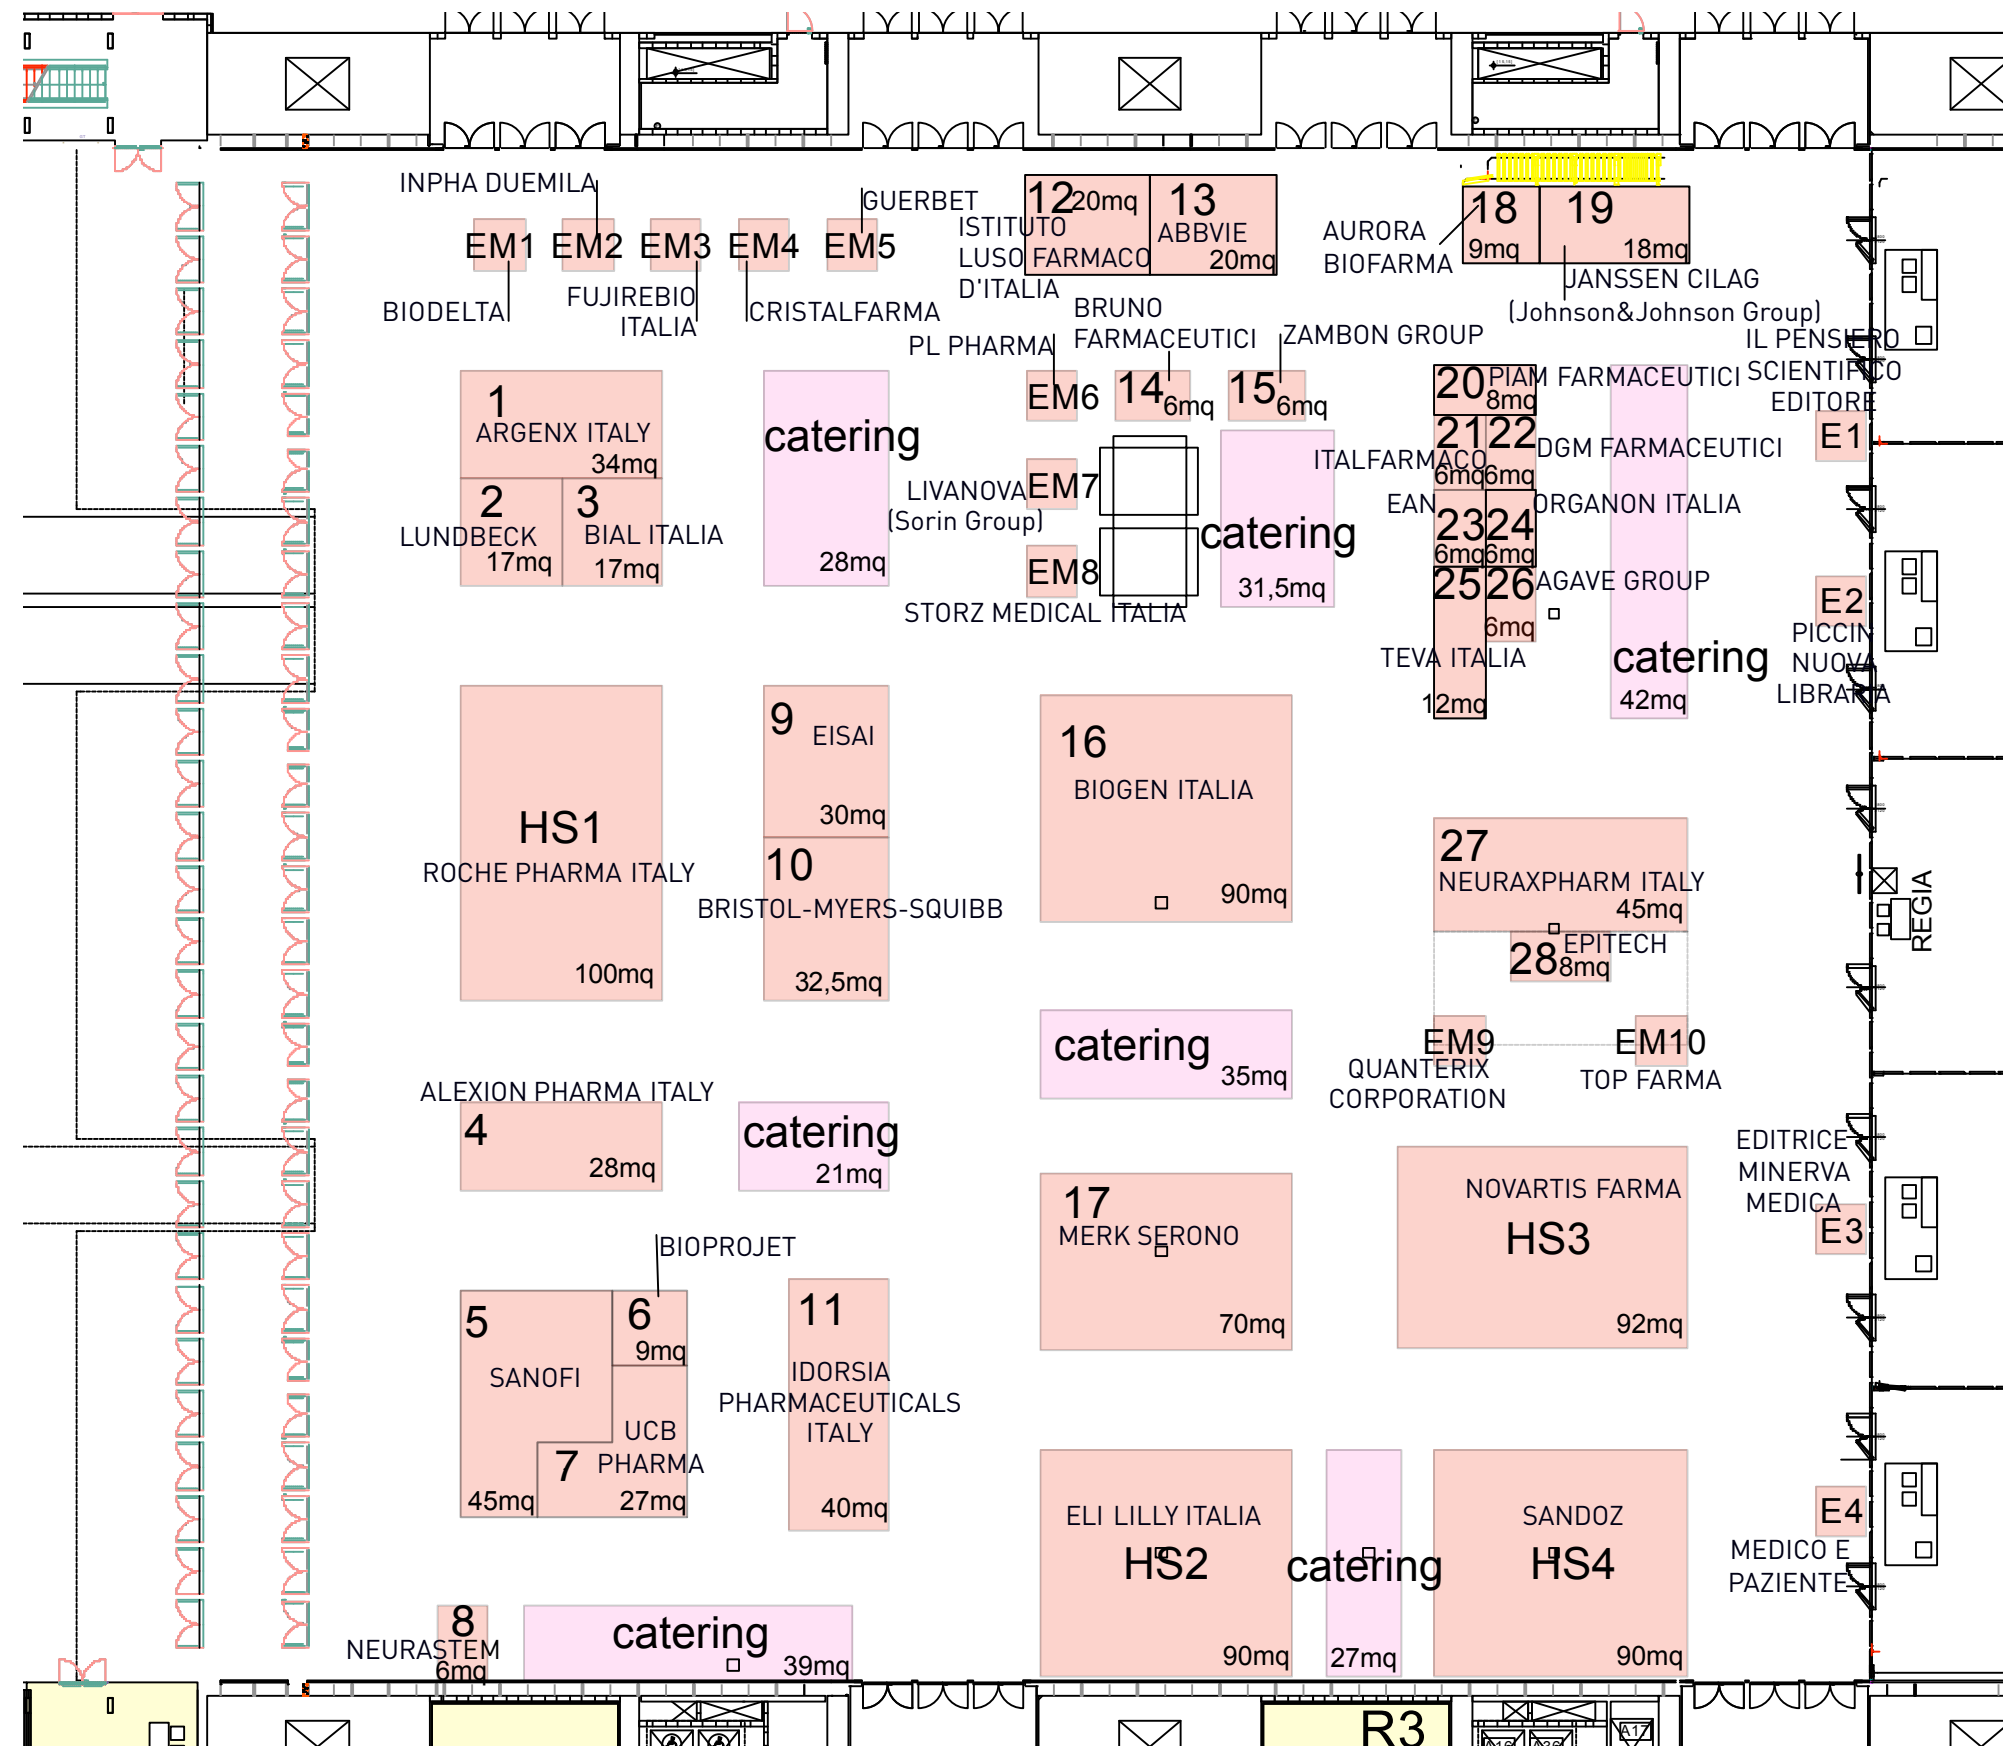 INPHA DUEMILA
GUERBET
EM1
EM2
EM3
EM4
EM5
BIODELTA
FUJIREBIO
ITALIA
CRISTALFARMA
12
20mq
ISTITUTO
LUSO FARMACO
D'ITALIA
13
ABBVIE
20mq
AURORA
BIOFARMA
18
9mq
19
18mq
JANSSEN CILAG
(Johnson&Johnson Group)
PL PHARMA
EM6
BRUNO
FARMACEUTICI
14
6mq
ZAMBON GROUP
15
6mq
IL PENSIERO
SCIENTIFICO
EDITORE
E1
1
ARGENX ITALY
34mq
2
LUNDBECK
17mq
3
BIAL ITALIA
17mq
catering
28mq
LIVANOVA
(Sorin Group)
EM7
EM8
STORZ MEDICAL ITALIA
catering
31,5mq
20
PIAM FARMACEUTICI
8mq
21
ITALFARMACO
6mq
22
DGM FARMACEUTICI
6mq
EAN
23
6mq
24
ORGANON ITALIA
6mq
25
TEVA ITALIA
12mq
26
AGAVE GROUP
6mq
catering
42mq
E2
PICCIN
NUOVA
LIBRARIA
HS1
ROCHE PHARMA ITALY
100mq
9
EISAI
30mq
10
BRISTOL-MYERS-SQUIBB
32,5mq
16
BIOGEN ITALIA
90mq
27
NEURAXPHARM ITALY
45mq
28
EPITECH
8mq
REGIA
EM9
QUANTERIX
CORPORATION
EM10
TOP FARMA
catering
35mq
ALEXION PHARMA ITALY
4
28mq
catering
21mq
17
MERK SERONO
70mq
NOVARTIS FARMA
HS3
92mq
EDITRICE
MINERVA
MEDICA
E3
BIOPROJET
5
SANOFI
45mq
6
9mq
7
UCB
PHARMA
27mq
11
IDORSIA
PHARMACEUTICALS
ITALY
40mq
ELI LILLY ITALIA
HS2
90mq
catering
27mq
SANDOZ
HS4
90mq
E4
MEDICO E
PAZIENTE
8
NEURASTEM
6mq
catering
39mq
R3
A17